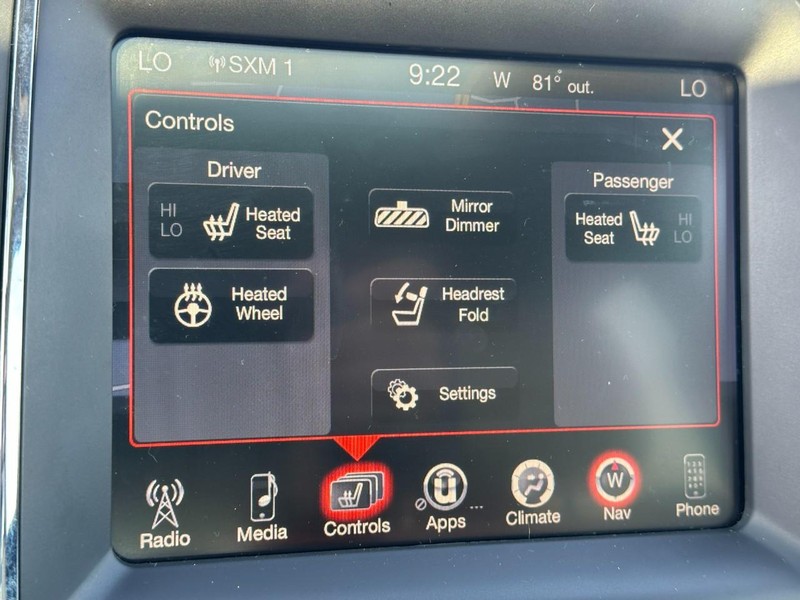 LO SXM 1 9:22 W 81° out. LO
Controls
Driver
HI
LO
Heated
Seat
Heated
Wheel
Mirror
Dimmer
Headrest
Fold
Settings
Passenger
Heated
Seat
HI
LO
Radio
Media
Controls
Apps
Climate
W
Nav
Phone